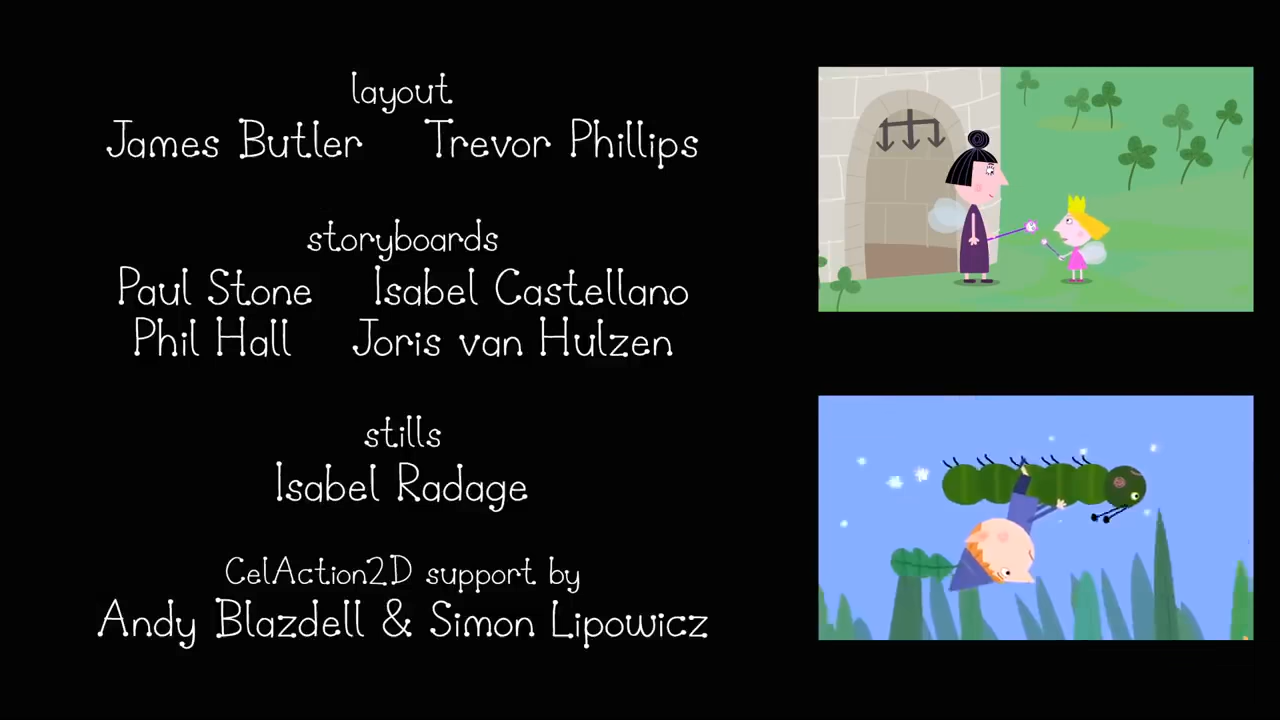 layout
James Butler Trevor Phillips
storyboards
Paul Stone Isabel Castellano
Phil Hall Joris van Hulzen
stills
Isabel Radage
CelAction2D support by
Andy Blazdell & Simon Lipowicz